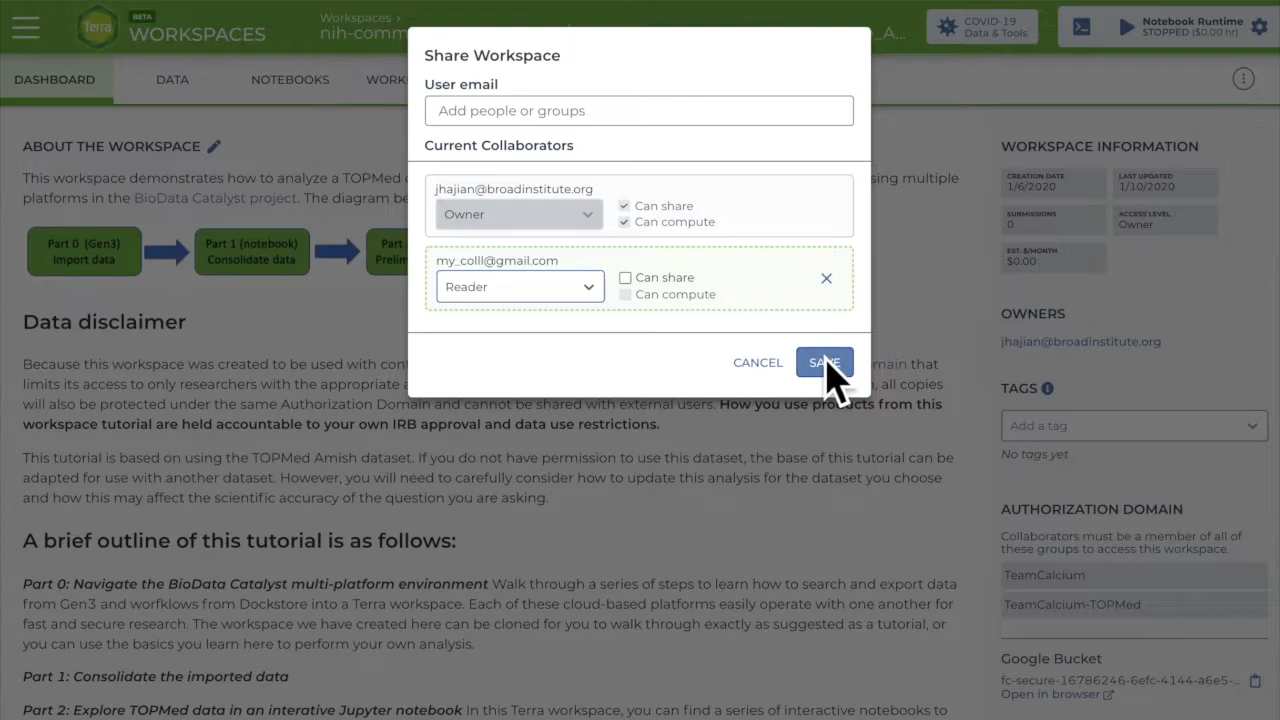 Terra
BETA
WORKSPACES
Workspaces ›
nih-comm
_A...
COVID-19
Data & Tools
Notebook Runtime
STOPPED ($0.00 hr)
DASHBOARD
DATA
NOTEBOOKS
WORK
Share Workspace
User email
Add people or groups
Current Collaborators
jhajian@broadinstitute.org
Owner
Can share
Can compute
my_colll@gmail.com
Reader
Can share
Can compute
CANCEL
SAVE
ABOUT THE WORKSPACE
This workspace demonstrates how to analyze a TOPMed
using multiple
platforms in the BioData Catalyst project. The diagram be
Part 0 (Gen3)
Import data
Part 1 (notebook)
Consolidate data
Part
Prelim
Data disclaimer
Because this workspace was created to be used with cont
that
limits its access to only researchers with the appropriate a
, all copies
will also be protected under the same Authorization Domain and cannot be shared with external users. How you use products from this
workspace tutorial are held accountable to your own IRB approval and data use restrictions.
This tutorial is based on using the TOPMed Amish dataset. If you do not have permission to use this dataset, the base of this tutorial can be
adapted for use with another dataset. However, you will need to carefully consider how to update this analysis for the dataset you choose
and how this may affect the scientific accuracy of the question you are asking.
A brief outline of this tutorial is as follows:
Part 0: Navigate the BioData Catalyst multi-platform environment Walk through a series of steps to learn how to search and export data
from Gen3 and worfklows from Dockstore into a Terra workspace. Each of these cloud-based platforms easily operate with one another for
fast and secure research. The workspace we have created here can be cloned for you to walk through exactly as suggested as a tutorial, or
you can use the basics you learn here to perform your own analysis.
Part 1: Consolidate the imported data
Part 2: Explore TOPMed data in an interative Jupyter notebook In this Terra workspace, you can find a series of interactive notebooks to
WORKSPACE INFORMATION
CREATION DATE
1/6/2020
LAST UPDATED
1/10/2020
SUBMISSIONS
0
ACCESS LEVEL
Owner
EST. $/MONTH
$0.00
OWNERS
jhajian@broadinstitute.org
TAGS
Add a tag
No tags yet
AUTHORIZATION DOMAIN
Collaborators must be a member of all of
these groups to access this workspace.
TeamCalcium
TeamCalcium-TOPMed
Google Bucket
fc-secure-16786246-6efc-4144-a6e5-...
Open in browser